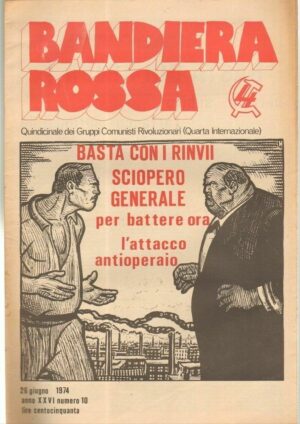 BANDIERA
ROSSA
Quindicinale dei Gruppi Comunisti Rivoluzionari (Quarta Internazionale)
BASTA CON I RINVII
SCIOPERO
GENERALE
per battere ora
l'attacco
antioperaio
26 giugno 1974
anno XXVI numero 10
lire centocinquanta